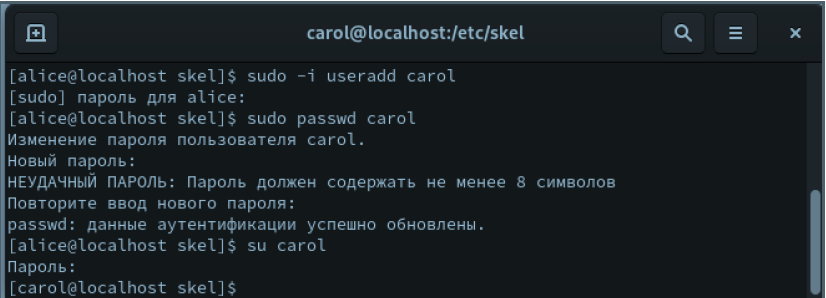 carol@localhost:/etc/skel
[alice@localhost skel]$ sudo -i useradd carol
[sudo] пароль для alice:
[alice@localhost skel]$ sudo passwd carol
Изменение пароля пользователя carol.
Новый пароль:
НЕУДАЧНЫЙ ПАРОЛЬ: Пароль должен содержать не менее 8 символов
Повторите ввод нового пароля:
passwd: данные аутентификации успешно обновлены.
[alice@localhost skel]$ su carol
Пароль:
[carol@localhost skel]$